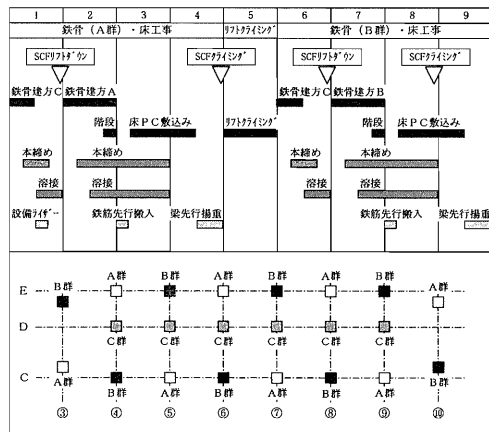 1 2 3 4 5 6 7 8 9
鉄骨(A群)・床工事 リフトクライミング 鉄骨(B群)・床工事
SCFリフトダウン SCFクライミング SCFリフトダウン SCFクライミング
鉄骨建方C 鉄骨建方A 鉄骨建方C 鉄骨建方B
階段 床PC敷込み リフトクライミング 階段 床PC敷込み
本締め 本締め 本締め 本締め
溶接 溶接 溶接 溶接
設備ライザー 鉄筋先行搬入 梁先行揚重 鉄筋先行搬入 梁先行揚重
A群 B群 A群 B群 A群 B群
E B群 A群
D
C群 C群 C群 C群 C群 C群
C
A群 B群 A群 B群 A群 B群 A群 B群
③ ④ ⑤ ⑥ ⑦ ⑧ ⑨ ⑩